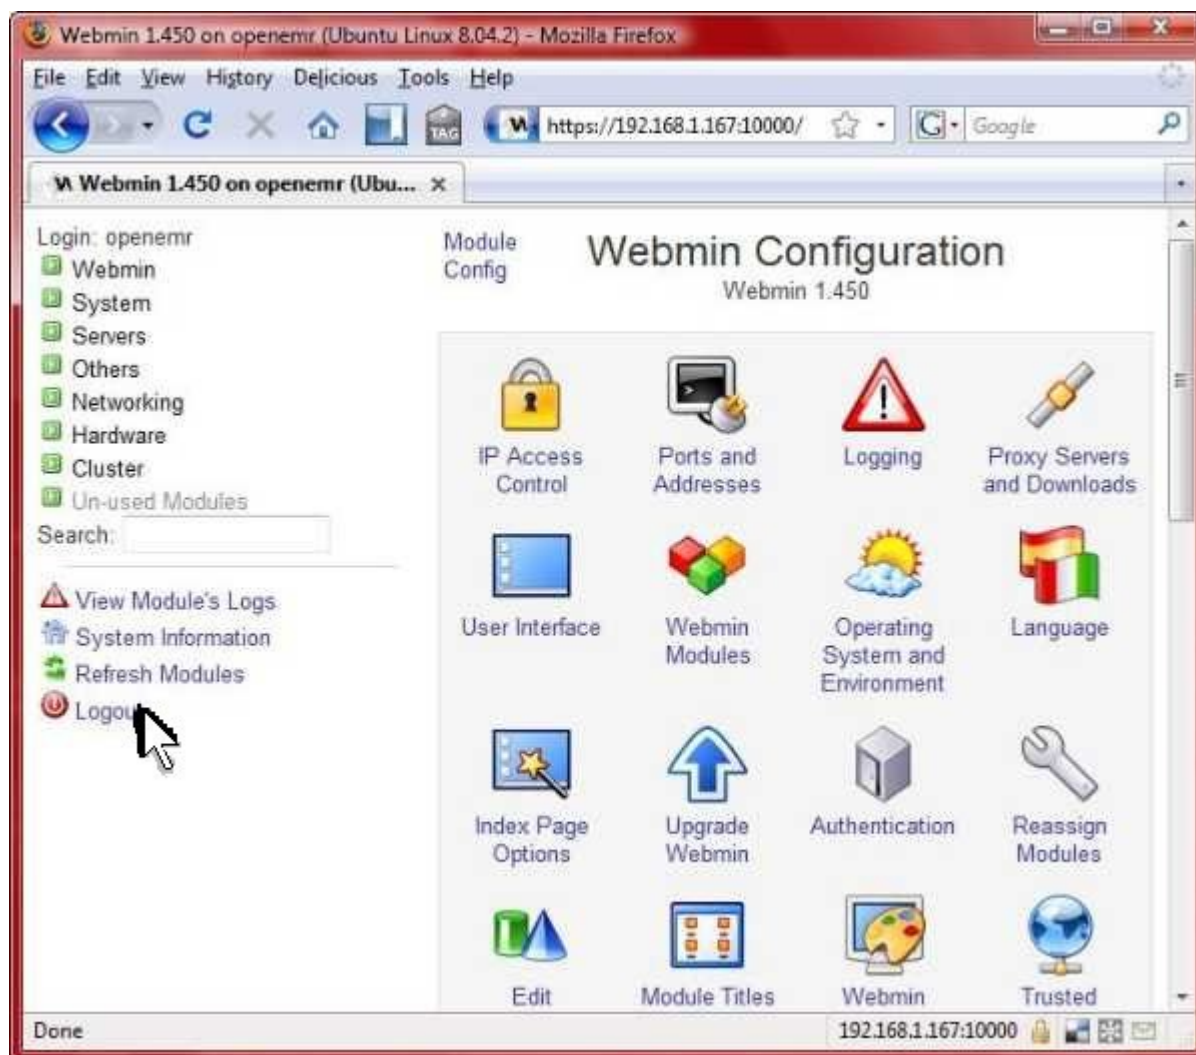 Webmin 1.450 on openemr (Ubuntu Linux 8.04.2) - Mozilla Firefox
File Edit View History Delicious Tools Help
TAG https://192.168.1.167:10000/ G Google
Webmin 1.450 on openemr (Ubu...
Login: openemr
Webmin
System
Servers
Others
Networking
Hardware
Cluster
Un-used Modules
Search:
View Module's Logs
System Information
Refresh Modules
Logout
Module
Config
Webmin Configuration
Webmin 1.450
IP Access
Control
Ports and
Addresses
Logging
Proxy Servers
and Downloads
User Interface
Webmin
Modules
Operating
System and
Environment
Language
Index Page
Options
Upgrade
Webmin
Authentication
Reassign
Modules
Edit
Module Titles
Webmin
Trusted
Done
192.168.1.167:10000